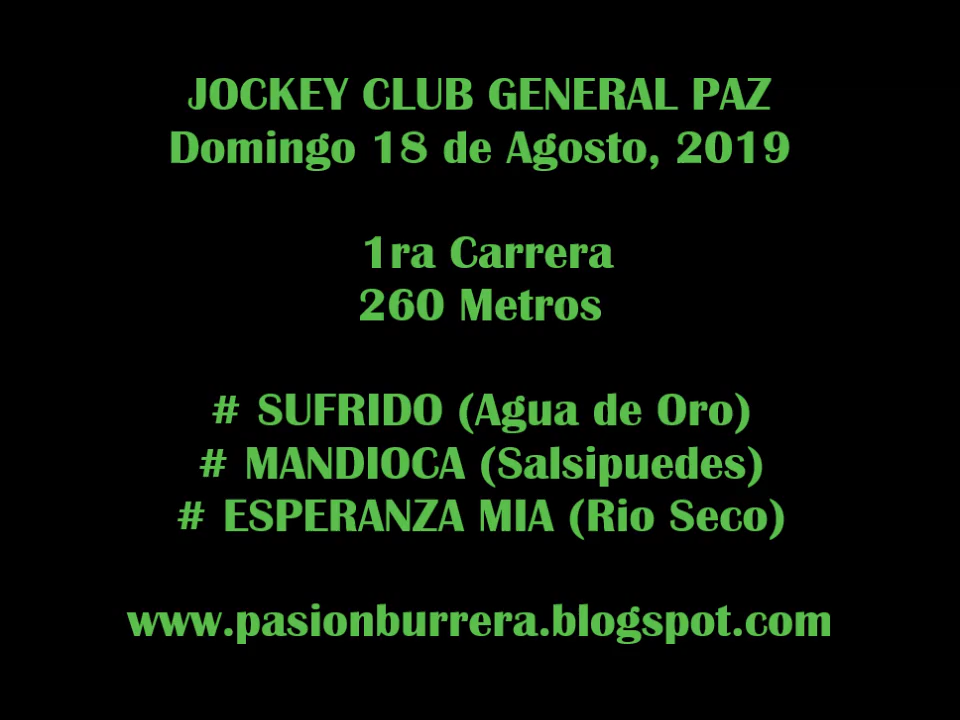 JOCKEY CLUB GENERAL PAZ
Domingo 18 de Agosto, 2019
1ra Carrera
260 Metros
# SUFRIDO (Agua de Oro)
# MANDIOCA (Salsipuedes)
# ESPERANZA MIA (Rio Seco)
www.pasionburrera.blogspot.com